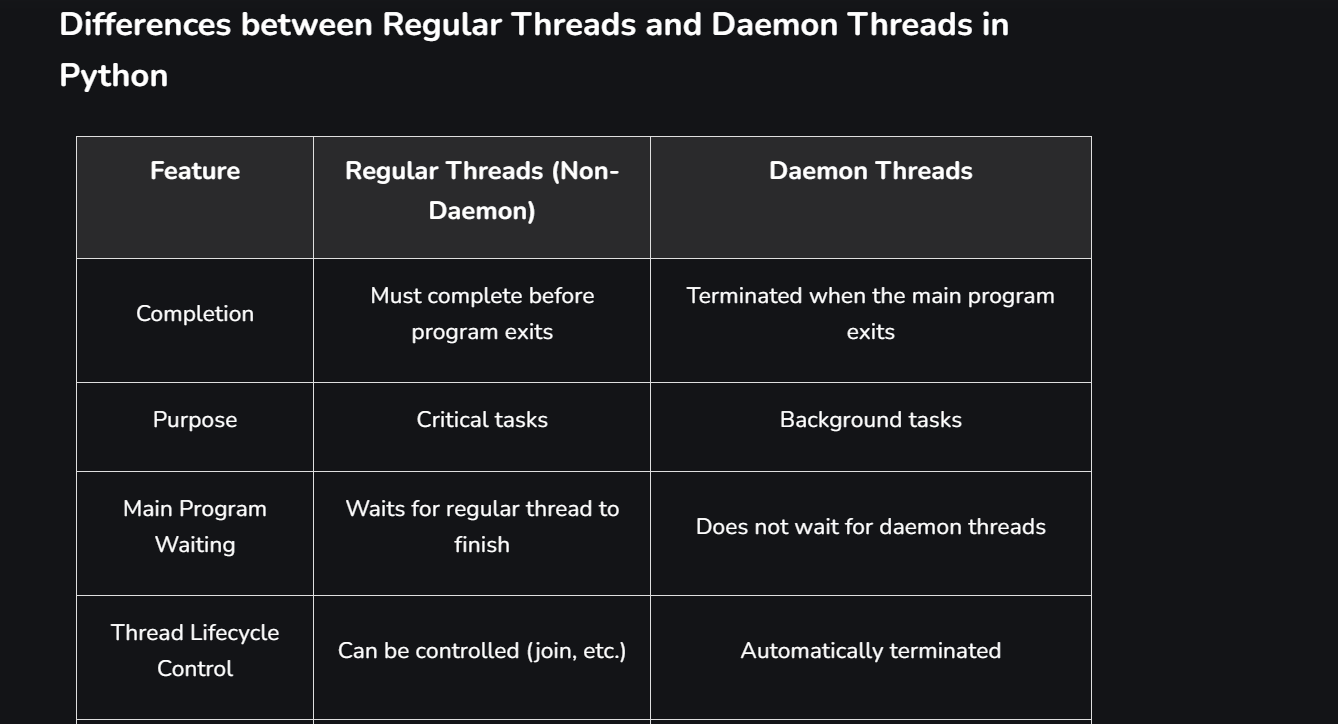 Differences between Regular Threads and Daemon Threads in
Python
Feature
Regular Threads (Non-
Daemon)
Daemon Threads
Completion
Must complete before
program exits
Terminated when the main program
exits
Purpose
Critical tasks
Background tasks
Main Program
Waiting
Waits for regular thread to
finish
Does not wait for daemon threads
Thread Lifecycle
Control
Can be controlled (join, etc.)
Automatically terminated